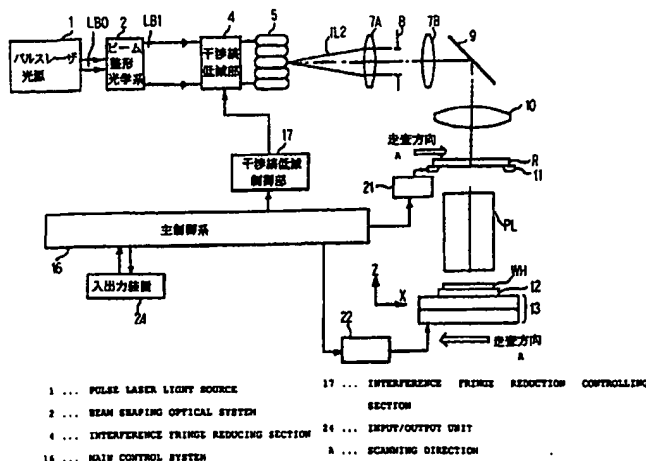 1
LB0
2
LB1
4
5
1L2
7A
8
7B
9
パルスレーザ
光源
ビーム
整形
光学系
干渉縞
低減部
10
17
干渉縞低減
制御部
走査方向
A
R
11
21
PL
主制御系
16
入出力装置
24
Z
X
WH
12
13
22
走査方向
A
1 ... PULSE LASER LIGHT SOURCE
2 ... BEAM SHAPING OPTICAL SYSTEM
4 ... INTERFERENCE FRINGE REDUCING SECTION
16 ... MAIN CONTROL SYSTEM
17 ... INTERFERENCE FRINGE REDUCTION CONTROLLING
SECTION
24 ... INPUT/OUTPUT UNIT
A ... SCANNING DIRECTION